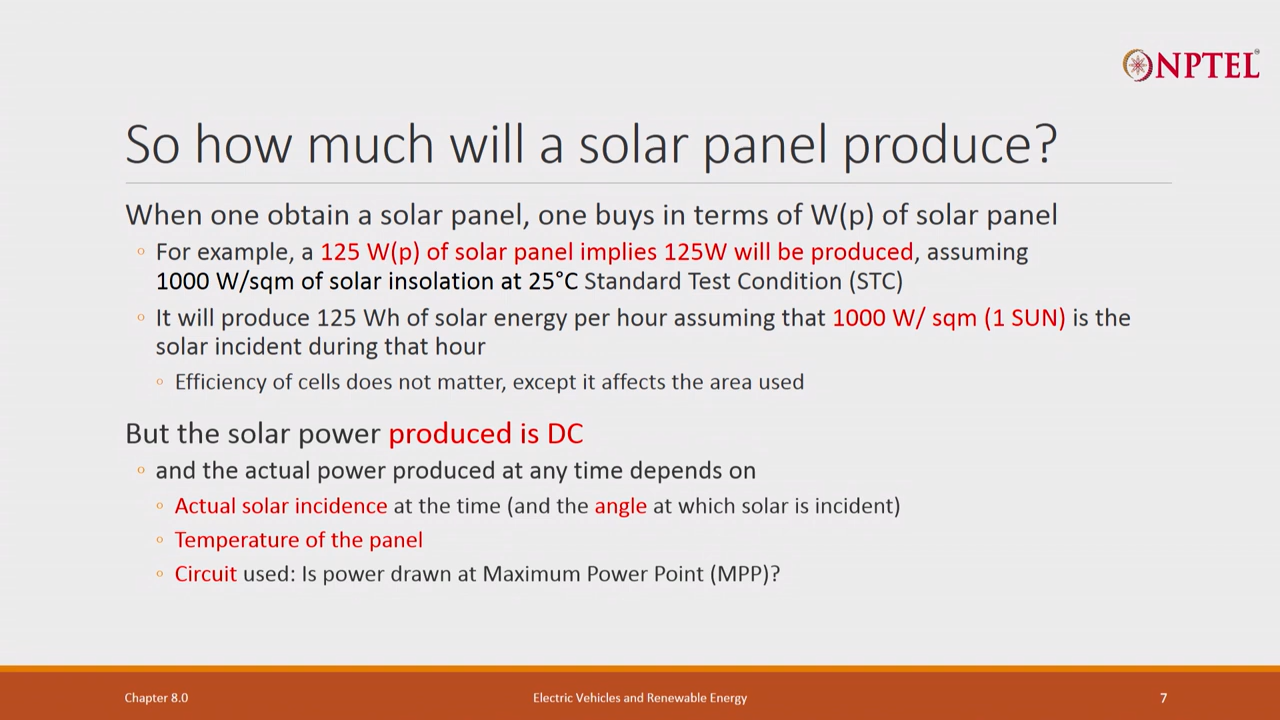 NPTEL
So how much will a solar panel produce?
When one obtain a solar panel, one buys in terms of W(p) of solar panel
◦ For example, a 125 W(p) of solar panel implies 125W will be produced, assuming
1000 W/sqm of solar insolation at 25°C Standard Test Condition (STC)
◦ It will produce 125 Wh of solar energy per hour assuming that 1000 W/ sqm (1 SUN) is the
solar incident during that hour
◦ Efficiency of cells does not matter, except it affects the area used
But the solar power produced is DC
◦ and the actual power produced at any time depends on
◦ Actual solar incidence at the time (and the angle at which solar is incident)
◦ Temperature of the panel
◦ Circuit used: Is power drawn at Maximum Power Point (MPP)?
Chapter 8.0
Electric Vehicles and Renewable Energy
7